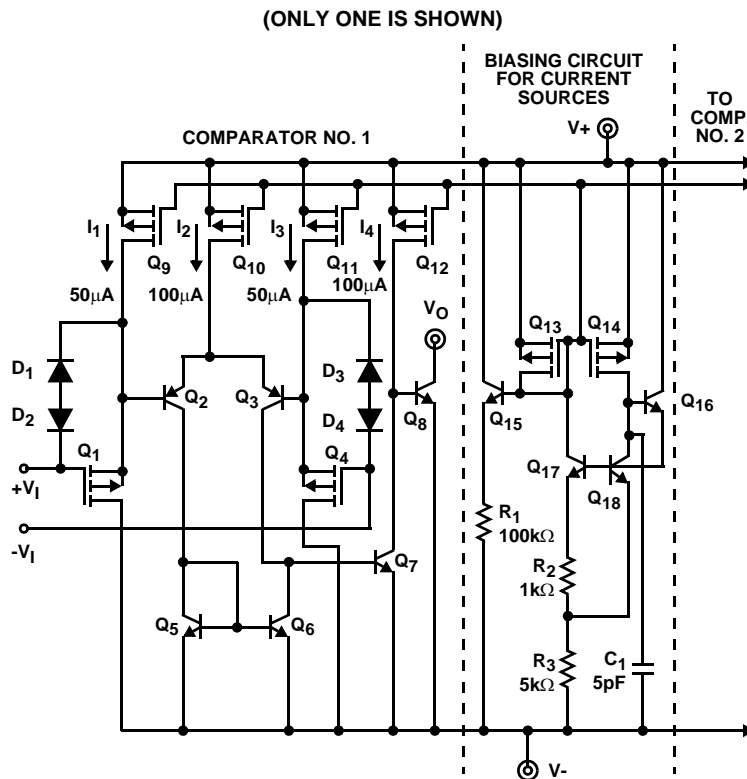 (ONLY ONE IS SHOWN)
BIASING CIRCUIT
FOR CURRENT
SOURCES
TO
COMP
NO. 2
V+
COMPARATOR NO. 1
I1
I2
I3
I4
Q9
Q10
Q11
Q12
50μA
100μA
50μA
100μA
VO
Q13
Q14
D1
D2
D3
D4
Q2
Q3
Q8
Q15
Q16
Q1
Q4
+VI
-VI
Q17
Q18
R1
100kΩ
Q7
R2
1kΩ
Q5
Q6
R3
5kΩ
C1
5pF
V-